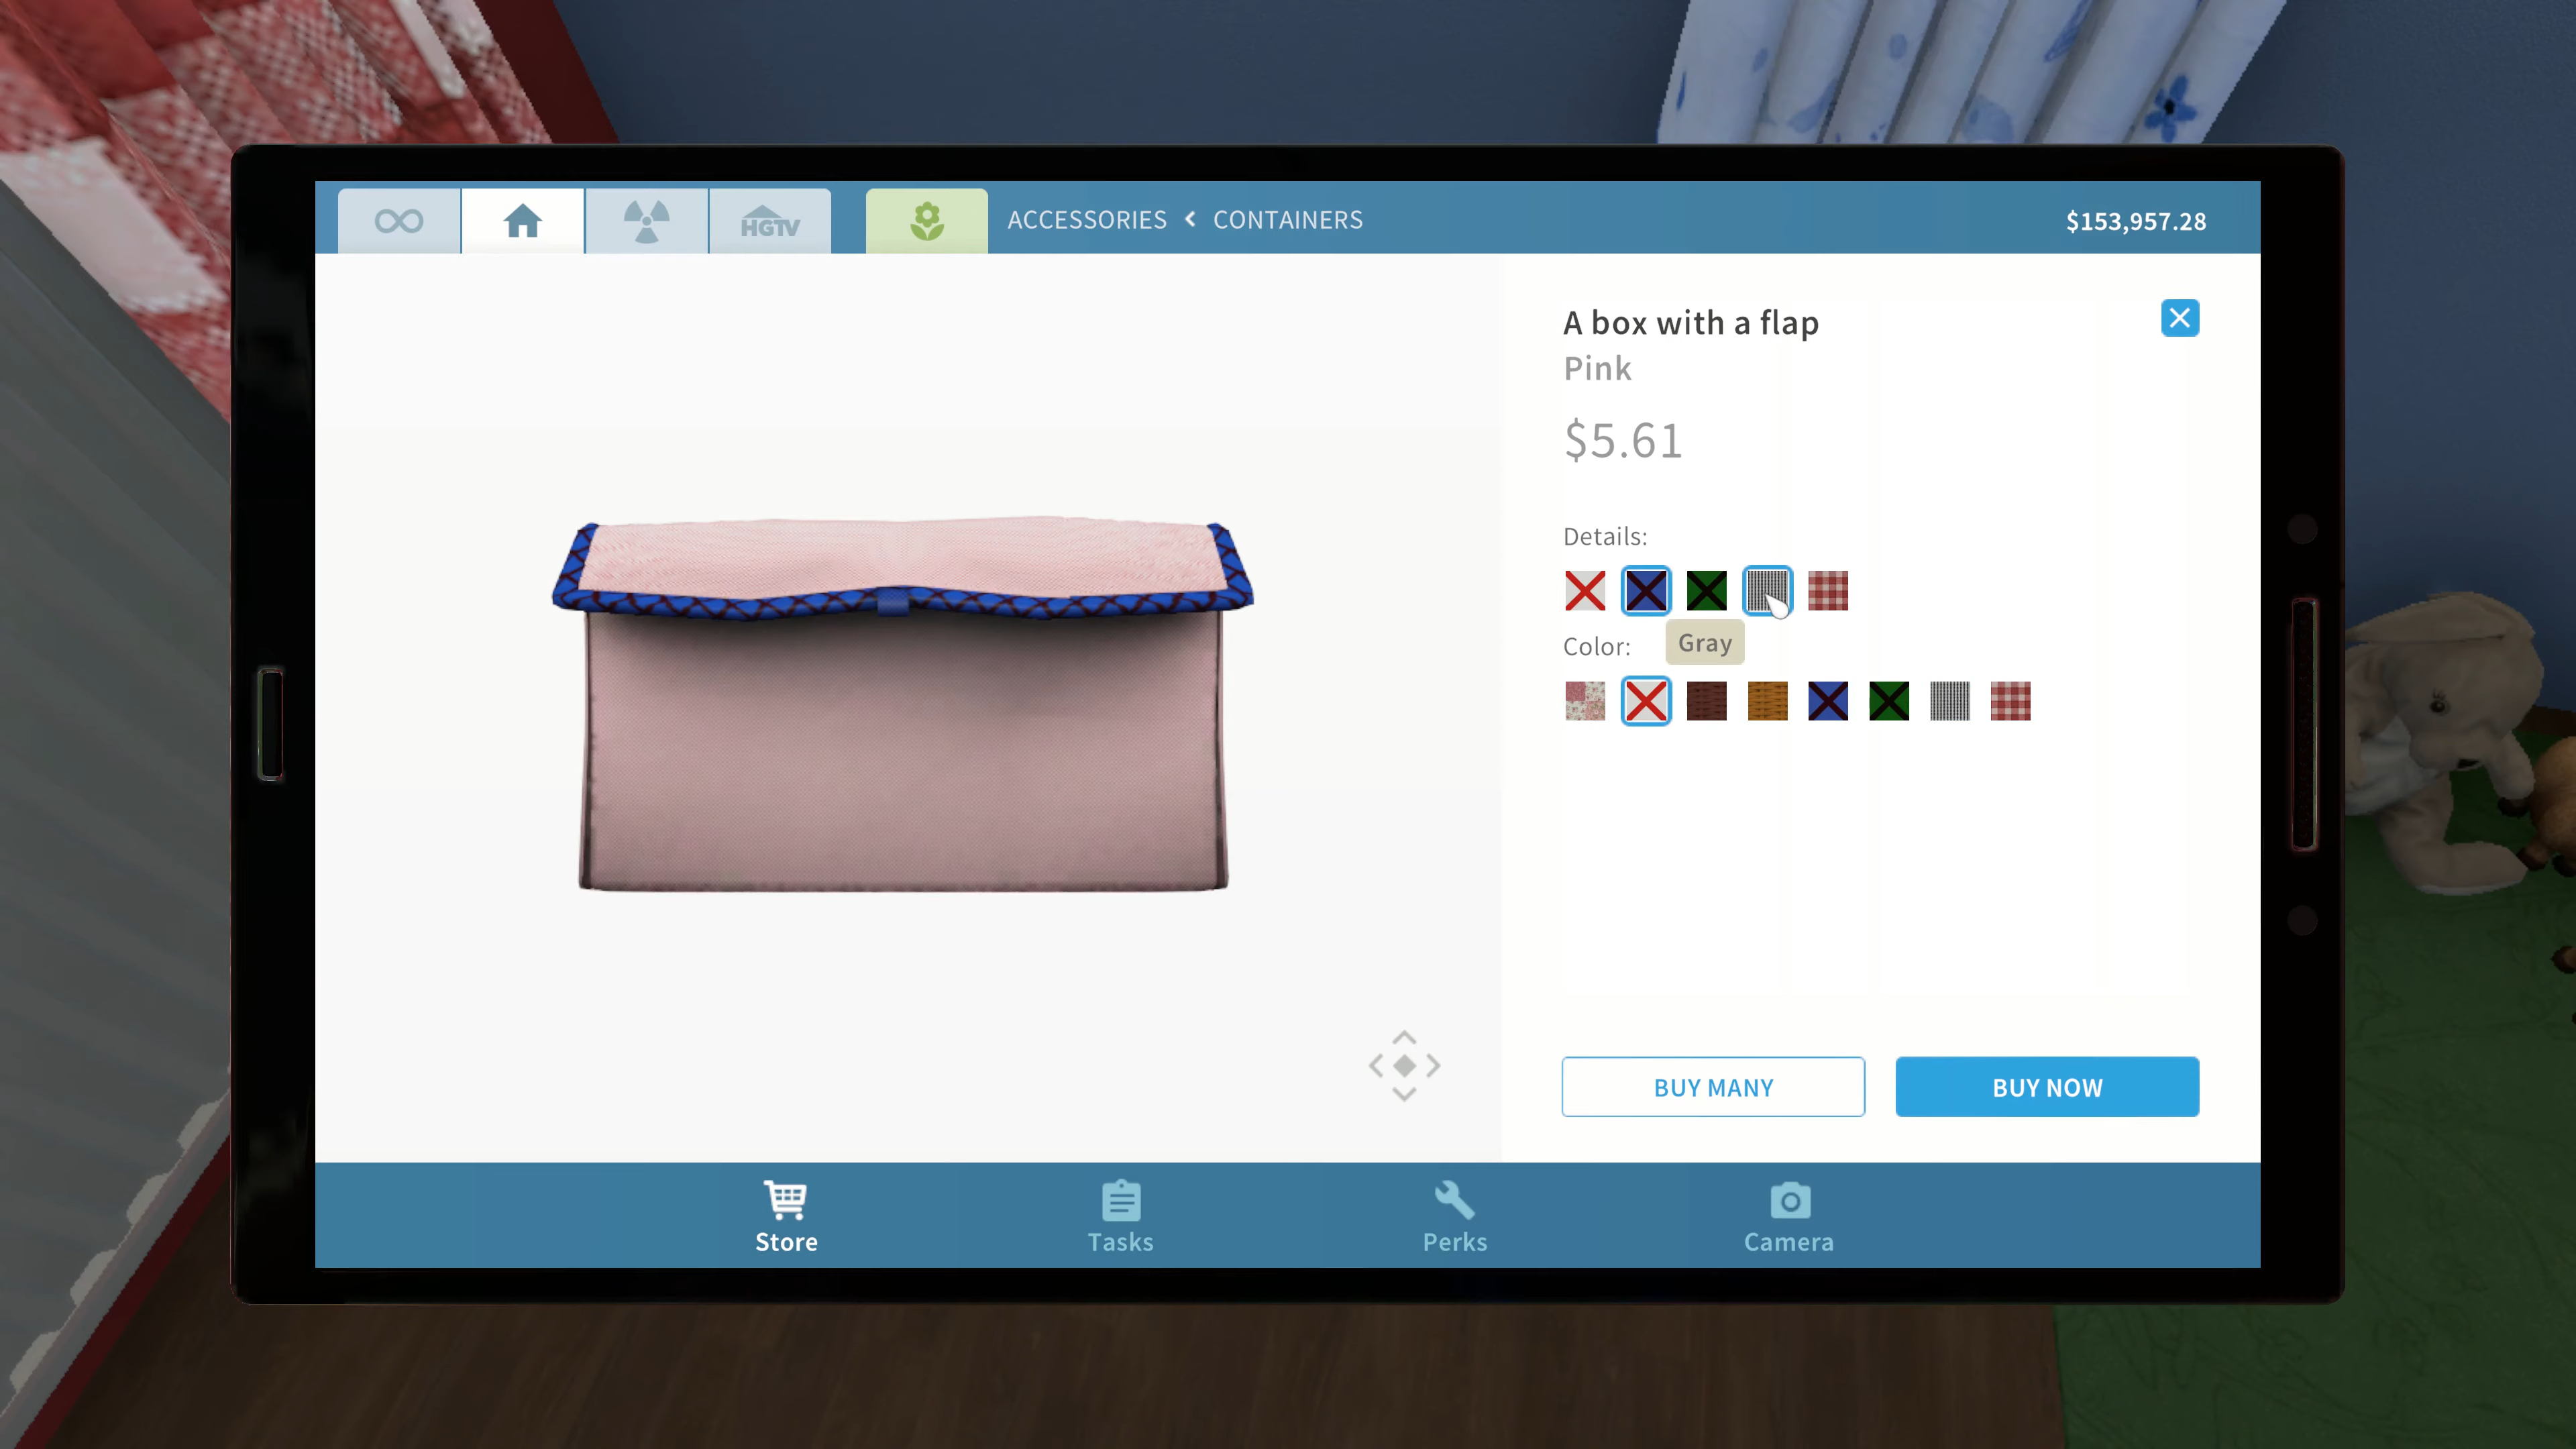 HGTV
ACCESSORIES < CONTAINERS
$153,957.28
A box with a flap
Pink
$5.61
Details:
Color:
Gray
BUY MANY
BUY NOW
Store
Tasks
Perks
Camera